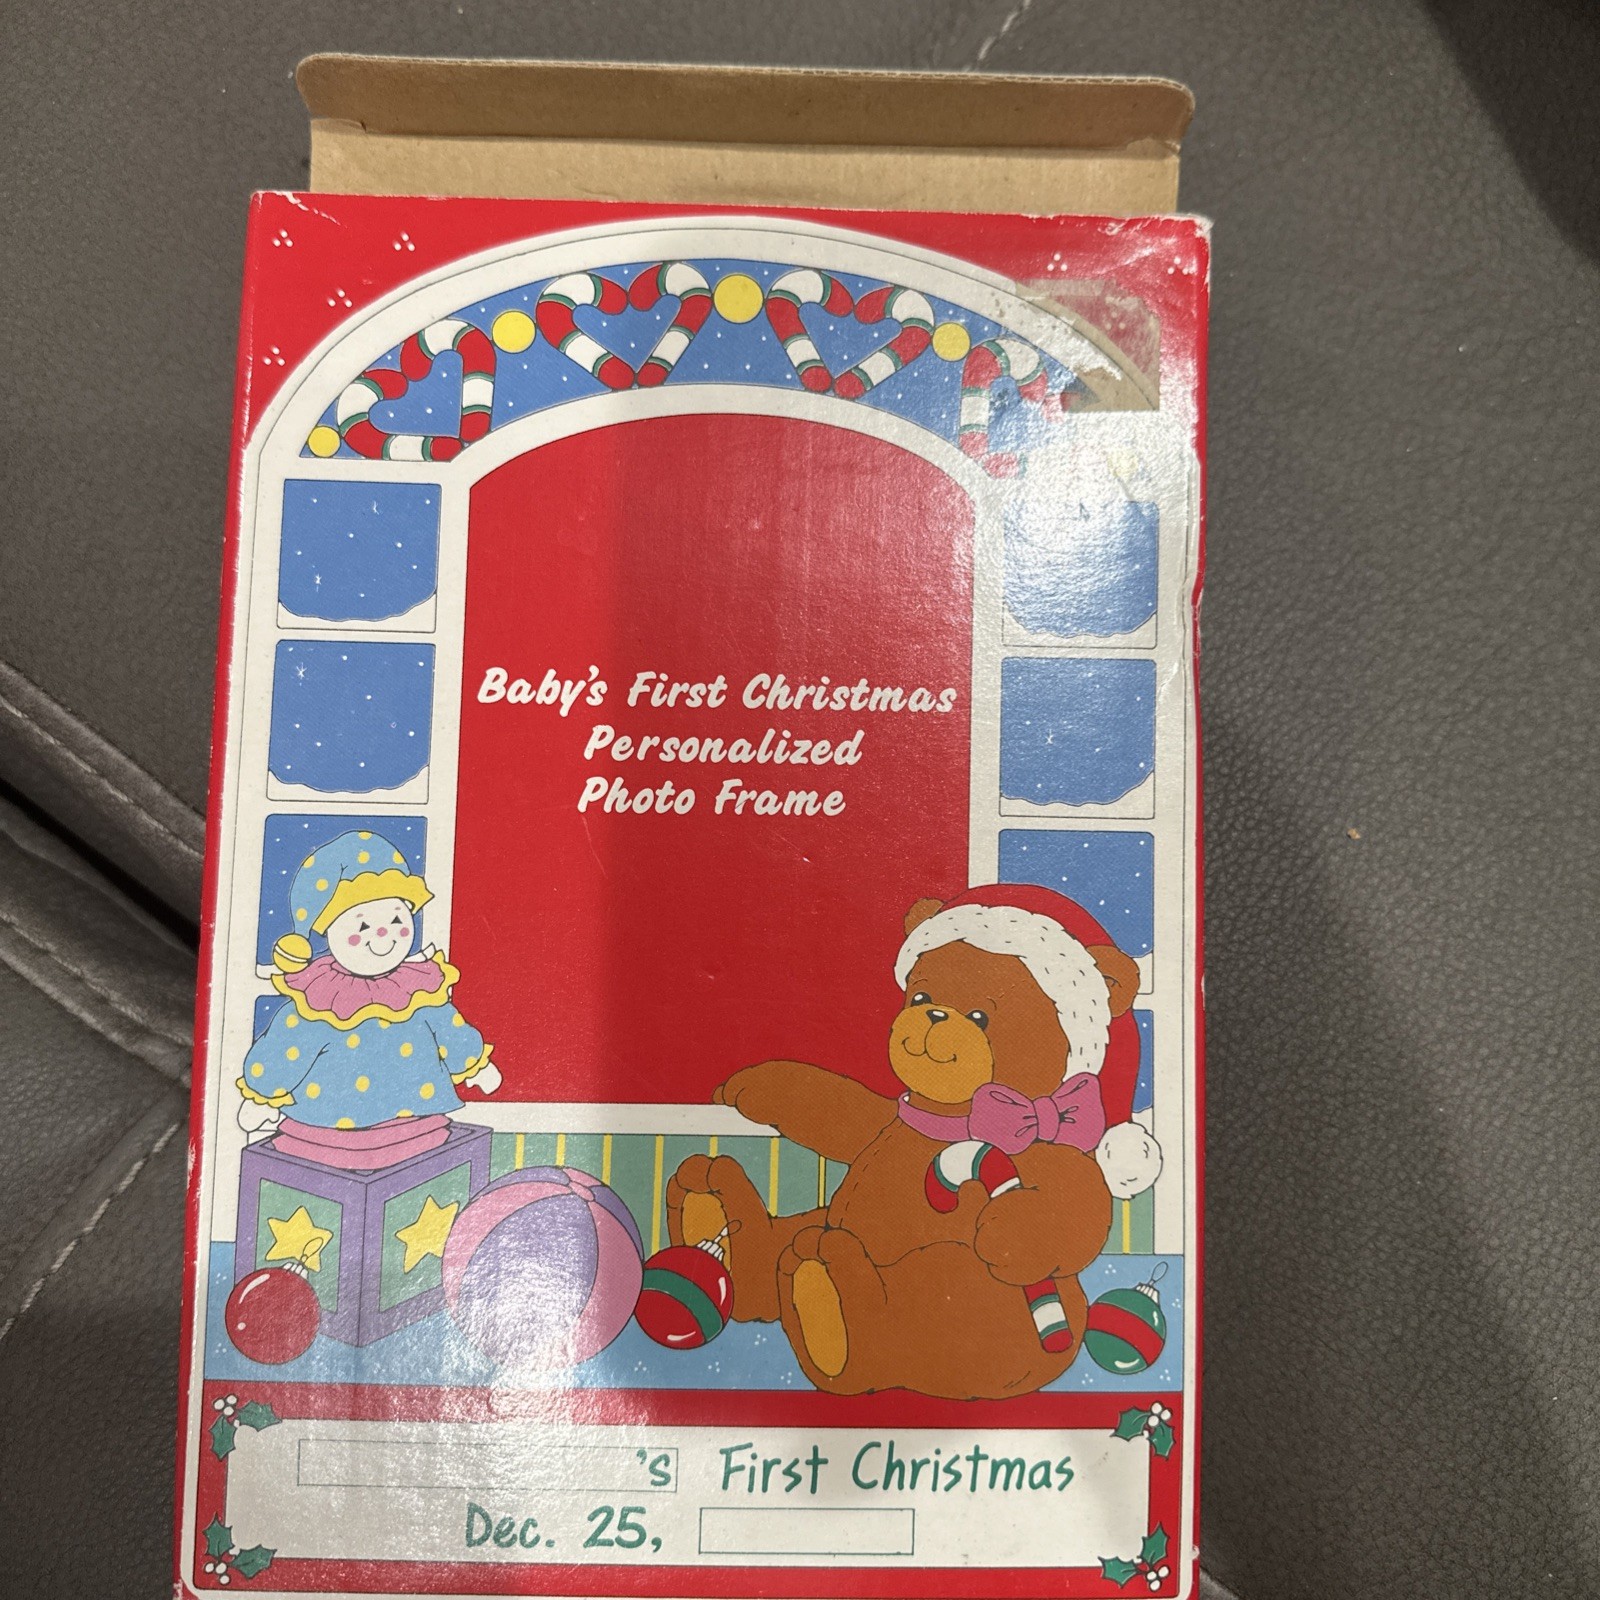 Baby's First Christmas
Personalized
Photo Frame
's First Christmas
Dec. 25,